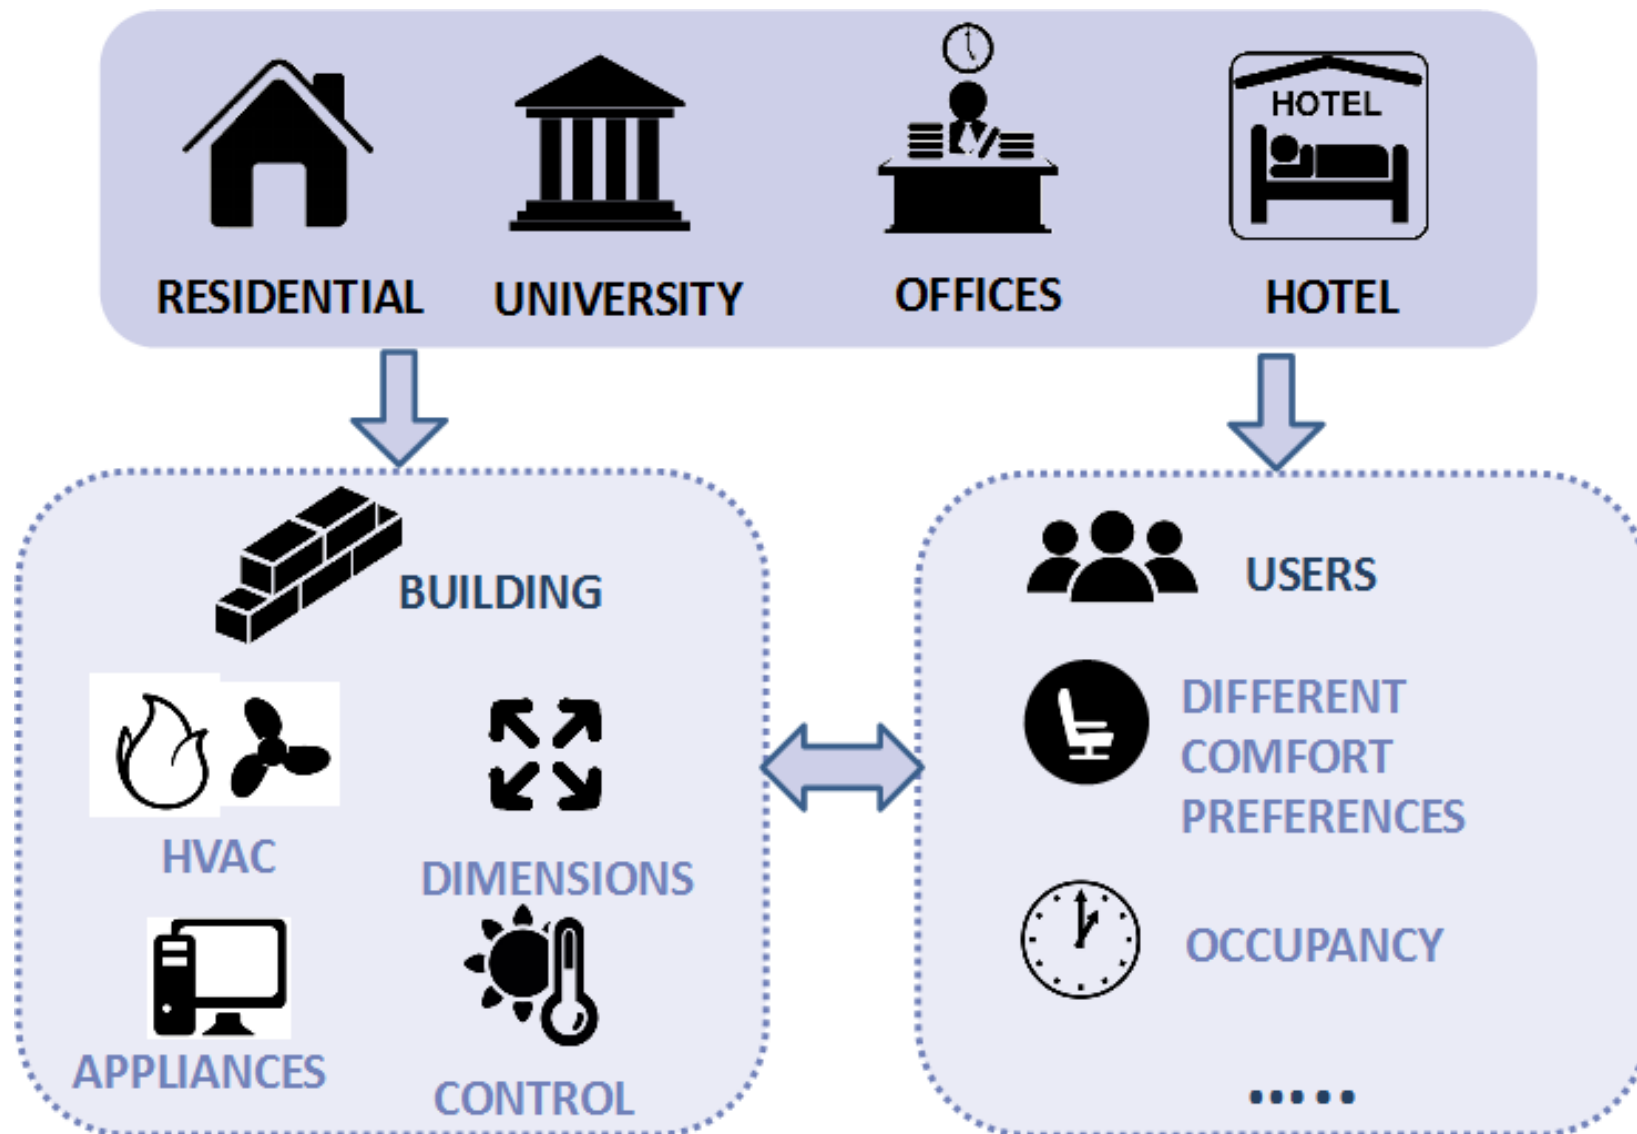 HOTEL
RESIDENTIAL
UNIVERSITY
OFFICES
HOTEL
BUILDING
HVAC
DIMENSIONS
APPLIANCES
CONTROL
USERS
DIFFERENT
COMFORT
PREFERENCES
OCCUPANCY
.....